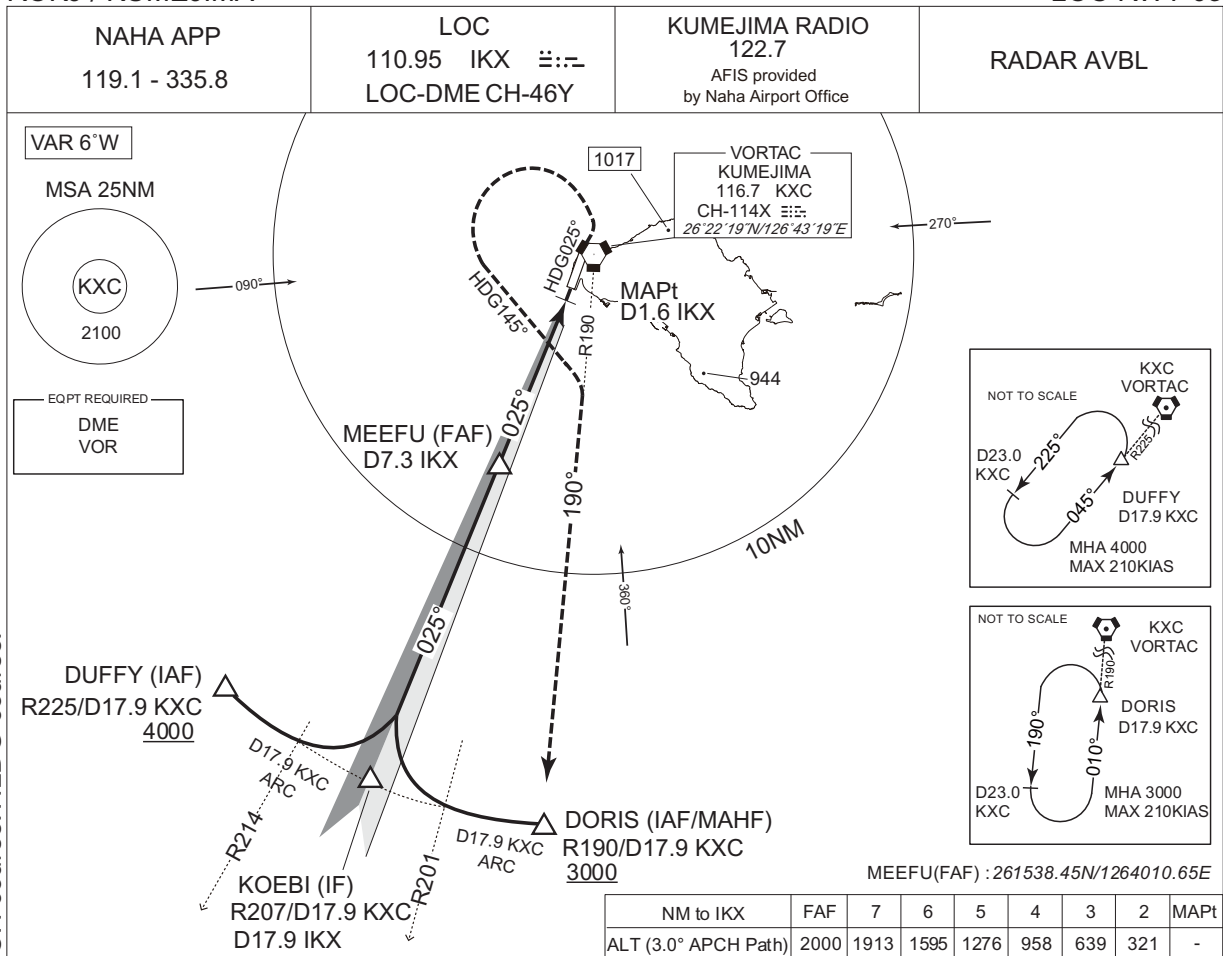 NAHA APP
119.1 - 335.8
LOC
110.95 IKX
LOC-DME CH-46Y
KUMEJIMA RADIO
122.7
AFIS provided
by Naha Airport Office
RADAR AVBL
VAR 6°W
MSA 25NM
KXC
2100
EQPT REQUIRED
DME
VOR
090°
270°
360°
1017
VORTAC
KUMEJIMA
116.7 KXC
CH-114X
26°22´19˝N/126°43´19˝E
HDG025°
HDG145°
MAPt
D1.6 IKX
R190
944
MEEFU (FAF)
D7.3 IKX
025°
190°
10NM
025°
DUFFY (IAF)
R225/D17.9 KXC
4000
D17.9 KXC
ARC
R214
KOEBI (IF)
R207/D17.9 KXC
D17.9 IKX
R201
D17.9 KXC
ARC
DORIS (IAF/MAHF)
R190/D17.9 KXC
3000
NOT TO SCALE
KXC
VORTAC
R225
D23.0
KXC
225°
045°
DUFFY
D17.9 KXC
MHA 4000
MAX 210KIAS
NOT TO SCALE
KXC
VORTAC
R190
DORIS
D17.9 KXC
190°
010°
D23.0
KXC
MHA 3000
MAX 210KIAS
MEEFU(FAF) : 261538.45N/1264010.65E
NM to IKX FAF 7 6 5 4 3 2 MAPt
ALT (3.0° APCH Path) 2000 1913 1595 1276 958 639 321 -